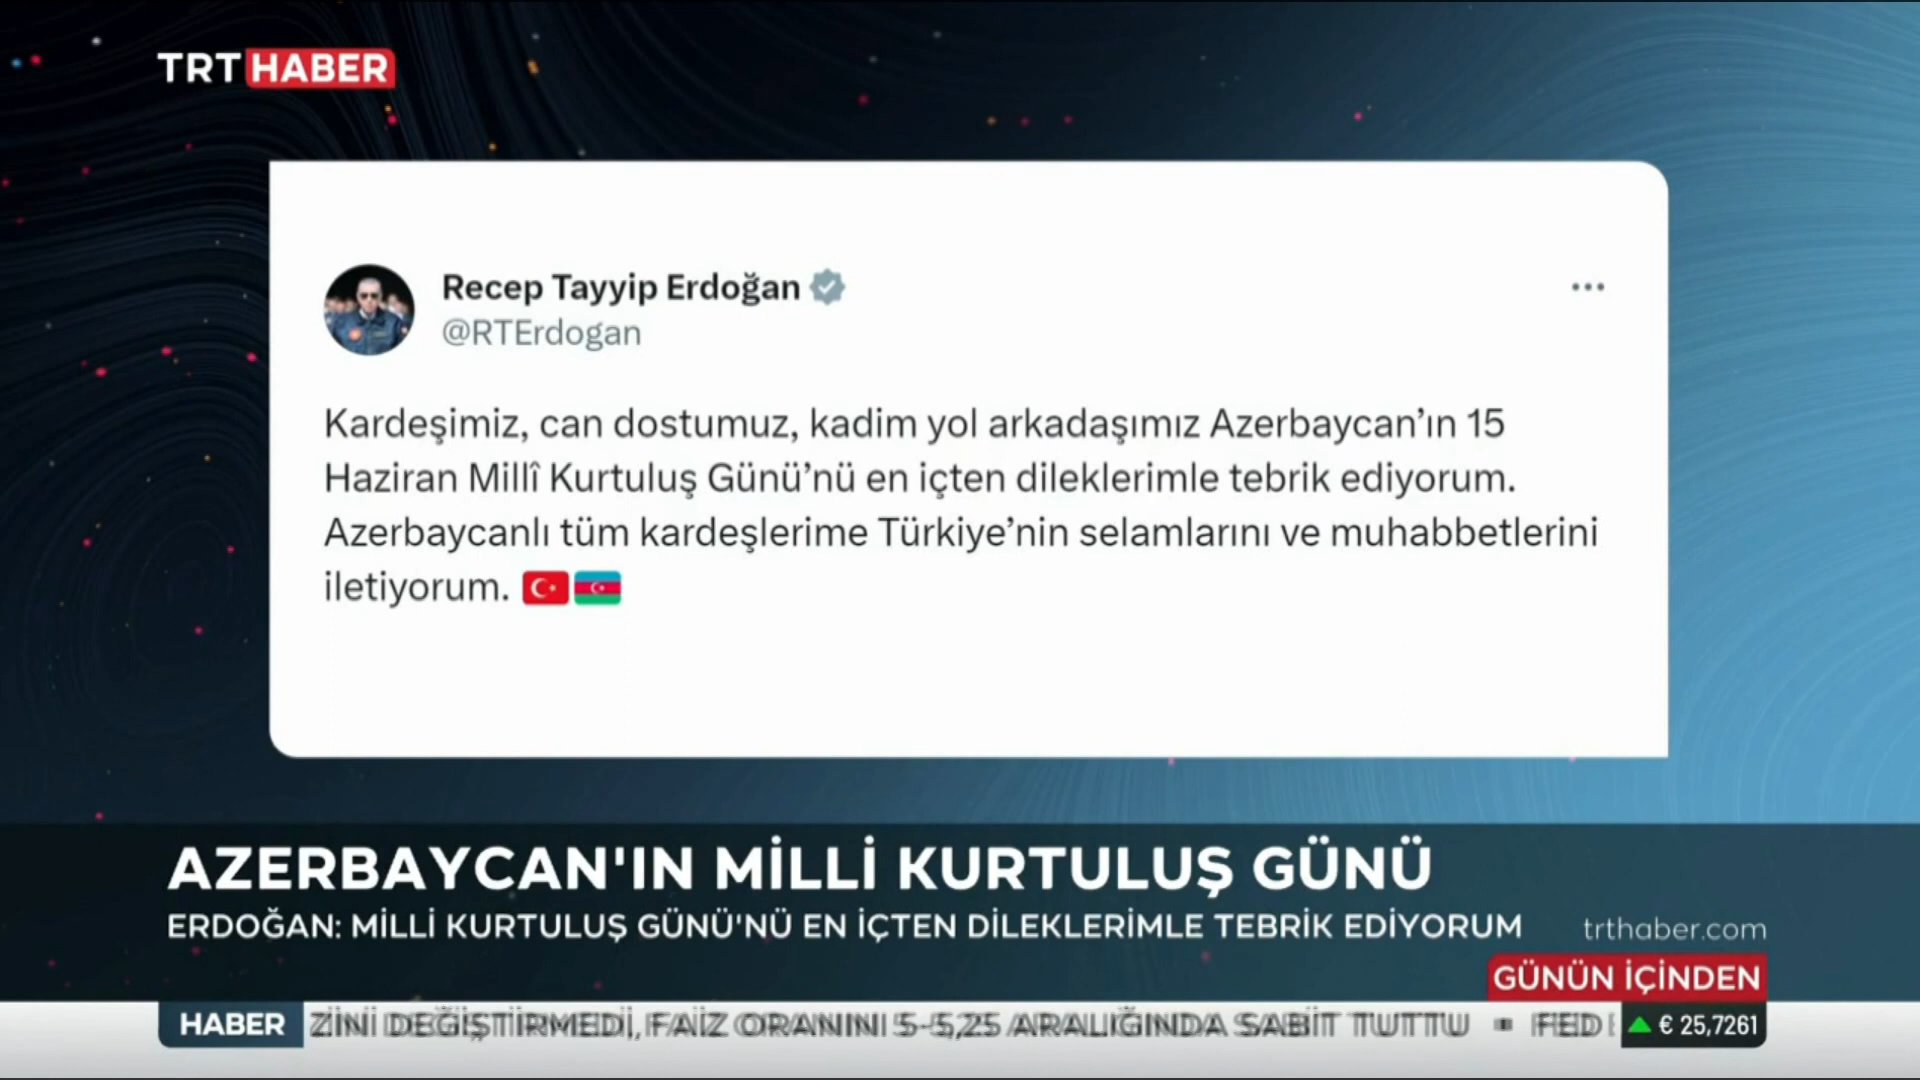 TRT HABER
Recep Tayyip Erdoğan
@RTErdogan
Kardeşimiz, can dostumuz, kadim yol arkadaşımız Azerbaycan’ın 15
Haziran Millî Kurtuluş Günü’nü en içten dileklerimle tebrik ediyorum.
Azerbaycanlı tüm kardeşlerime Türkiye’nin selamlarını ve muhabbetlerini
iletiyorum.
AZERBAYCAN'IN MİLLİ KURTULUŞ GÜNÜ
ERDOĞAN: MİLLİ KURTULUŞ GÜNÜ'NÜ EN İÇTEN DİLEKLERİMLE TEBRİK EDİYORUM
trthaber.com
GÜNÜN İÇİNDEN
HABER ZİNİ DEĞİŞTİRMEDİ, FAİZ ORANINI 5-5,25 ARALIĞINDA SABİT TUTTU ▪ FED € 25,7261